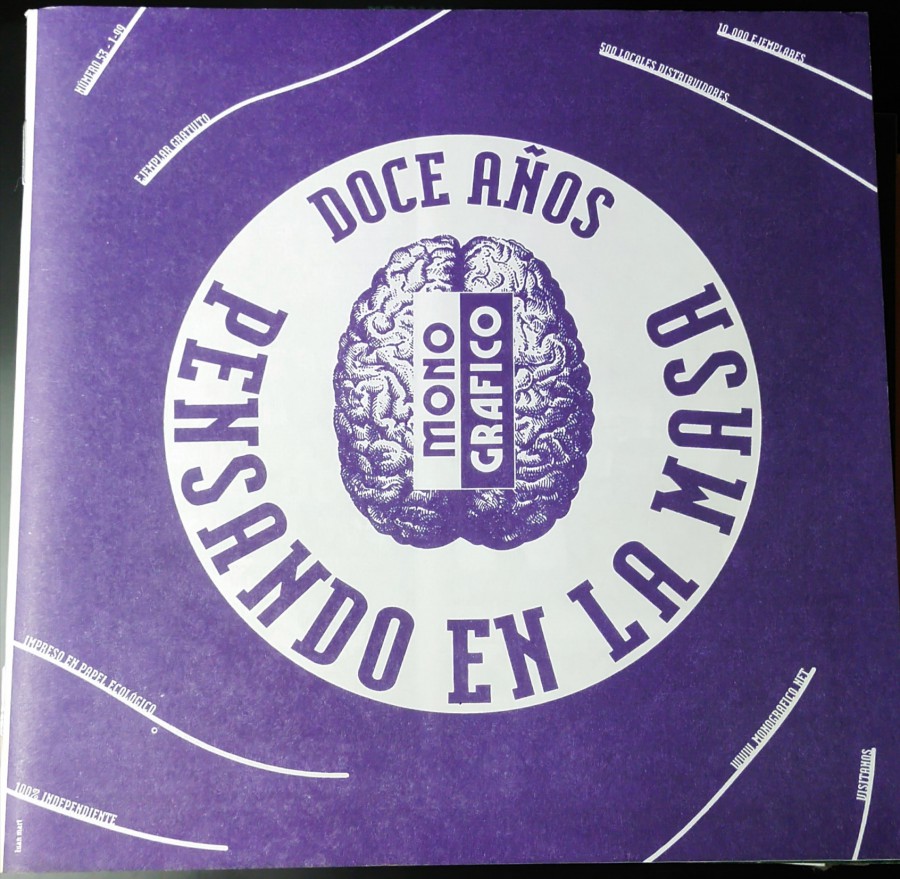 NÚMERO 53 - 1-00
EJEMPLAR GRATUITO
10.000 EJEMPLARES
500 LOCALES DISTRIBUIDORES
DOCE AÑOS
PENSANDO EN LA MASA
MONO
GRAFICO
IMPRESO EN PAPEL ECOLÓGICO
100% INDEPENDIENTE
WWW.MONOGRAFICO.NET
VISITANOS